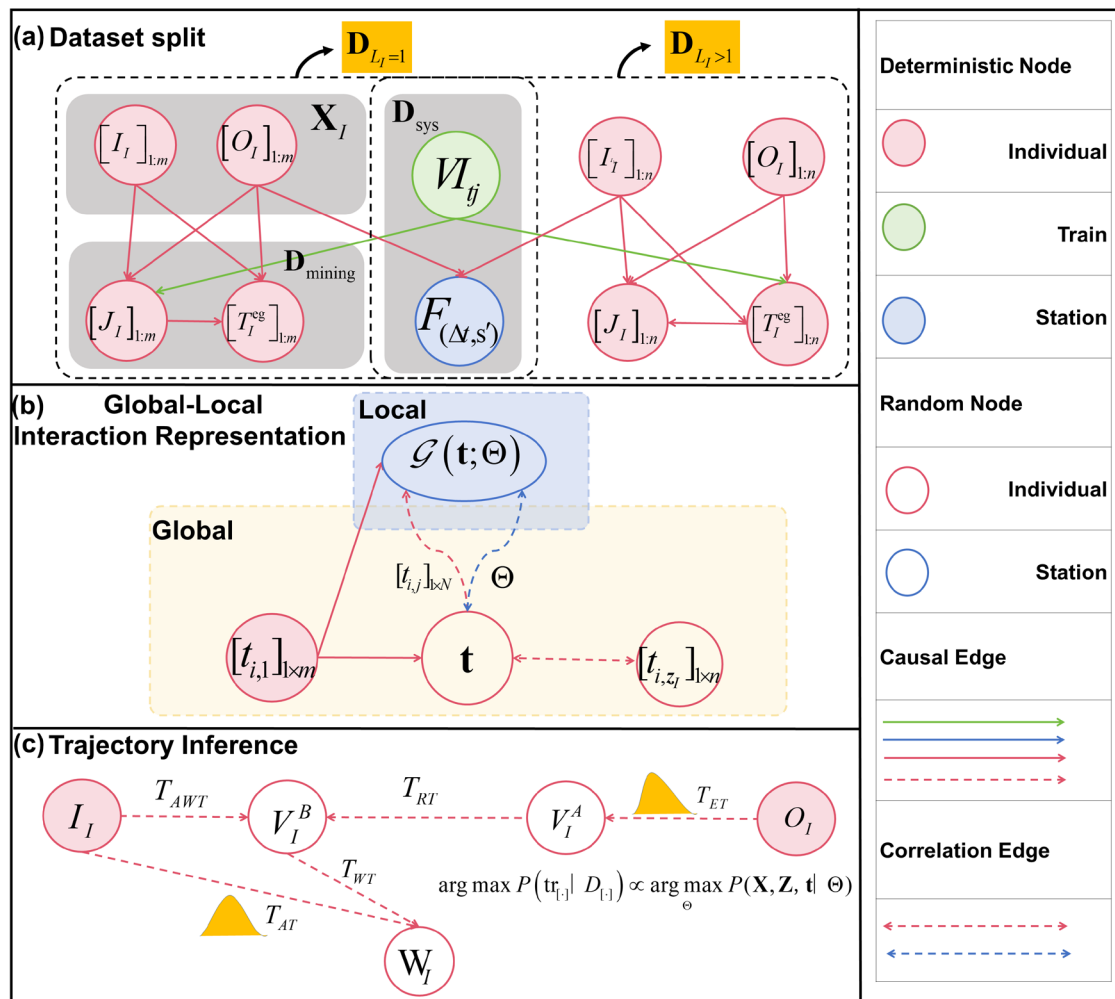 (a) Dataset split
D_{L_I=1}
D_{L_I>1}
X_I
D_sys
[I_I]_{1:m}
[O_I]_{1:m}
VI_{tj}
[I_I]_{1:n}
[O_I]_{1:n}
D_mining
[J_I]_{1:m}
[T_I^{eg}]_{1:m}
F_{(Δt,s′)}
[J_I]_{1:n}
[T_I^{eg}]_{1:n}
(b) Global-Local
Interaction Representation
Local
𝒢(t;Θ)
Global
[t_{i,j}]_{1×N}
Θ
[t_{i,1}]_{1×m}
t
[t_{i,z_I}]_{1×n}
(c) Trajectory Inference
I_I
T_{AWT}
V_I^B
T_{RT}
V_I^A
T_{ET}
O_I
T_{WT}
T_{AT}
W_I
arg max P(tr_{[·]}| D_{[·]}) ∝ arg max_Θ P(X, Z, t| Θ)
Deterministic Node
Individual
Train
Station
Random Node
Individual
Station
Causal Edge
Correlation Edge